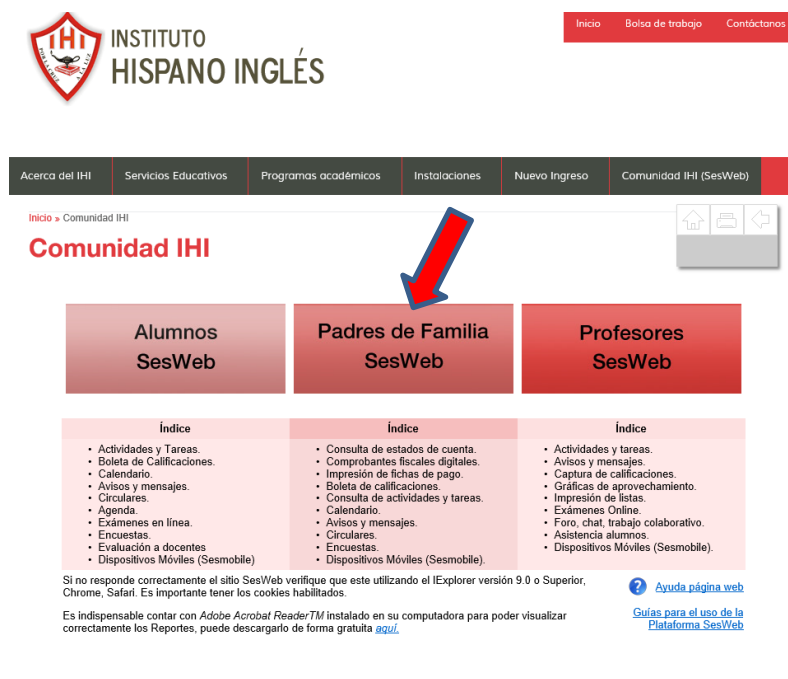 IHI
INSTITUTO
HISPANO INGLÉS
Inicio Bolsa de trabajo Contáctanos
Acerca del IHI Servicios Educativos Programas académicos Instalaciones Nuevo Ingreso Comunidad IHI (SesWeb)
Inicio » Comunidad IHI
Comunidad IHI
Alumnos
SesWeb
Padres de Familia
SesWeb
Profesores
SesWeb
Índice
• Actividades y Tareas.
• Boleta de Calificaciones.
• Calendario.
• Avisos y mensajes.
• Circulares.
• Agenda.
• Exámenes en línea.
• Encuestas.
• Evaluación a docentes
• Dispositivos Móviles (Sesmobile)
Índice
• Consulta de estados de cuenta.
• Comprobantes fiscales digitales.
• Impresión de fichas de pago.
• Boleta de calificaciones.
• Consulta de actividades y tareas.
• Calendario.
• Avisos y mensajes.
• Circulares.
• Encuestas.
• Dispositivos Móviles (Sesmobile).
Índice
• Actividades y tareas.
• Avisos y mensajes.
• Captura de calificaciones.
• Gráficas de aprovechamiento.
• Impresión de listas.
• Exámenes Online.
• Foro, chat, trabajo colaborativo.
• Asistencia alumnos.
• Dispositivos Móviles (Sesmobile).
Si no responde correctamente el sitio SesWeb verifique que este utilizando el IExplorer versión 9.0 o Superior,
Chrome, Safari. Es importante tener los cookies habilitados.
Es indispensable contar con Adobe Acrobat ReaderTM instalado en su computadora para poder visualizar
correctamente los Reportes, puede descargarlo de forma gratuita aquí.
? Ayuda página web
Guías para el uso de la
Plataforma SesWeb